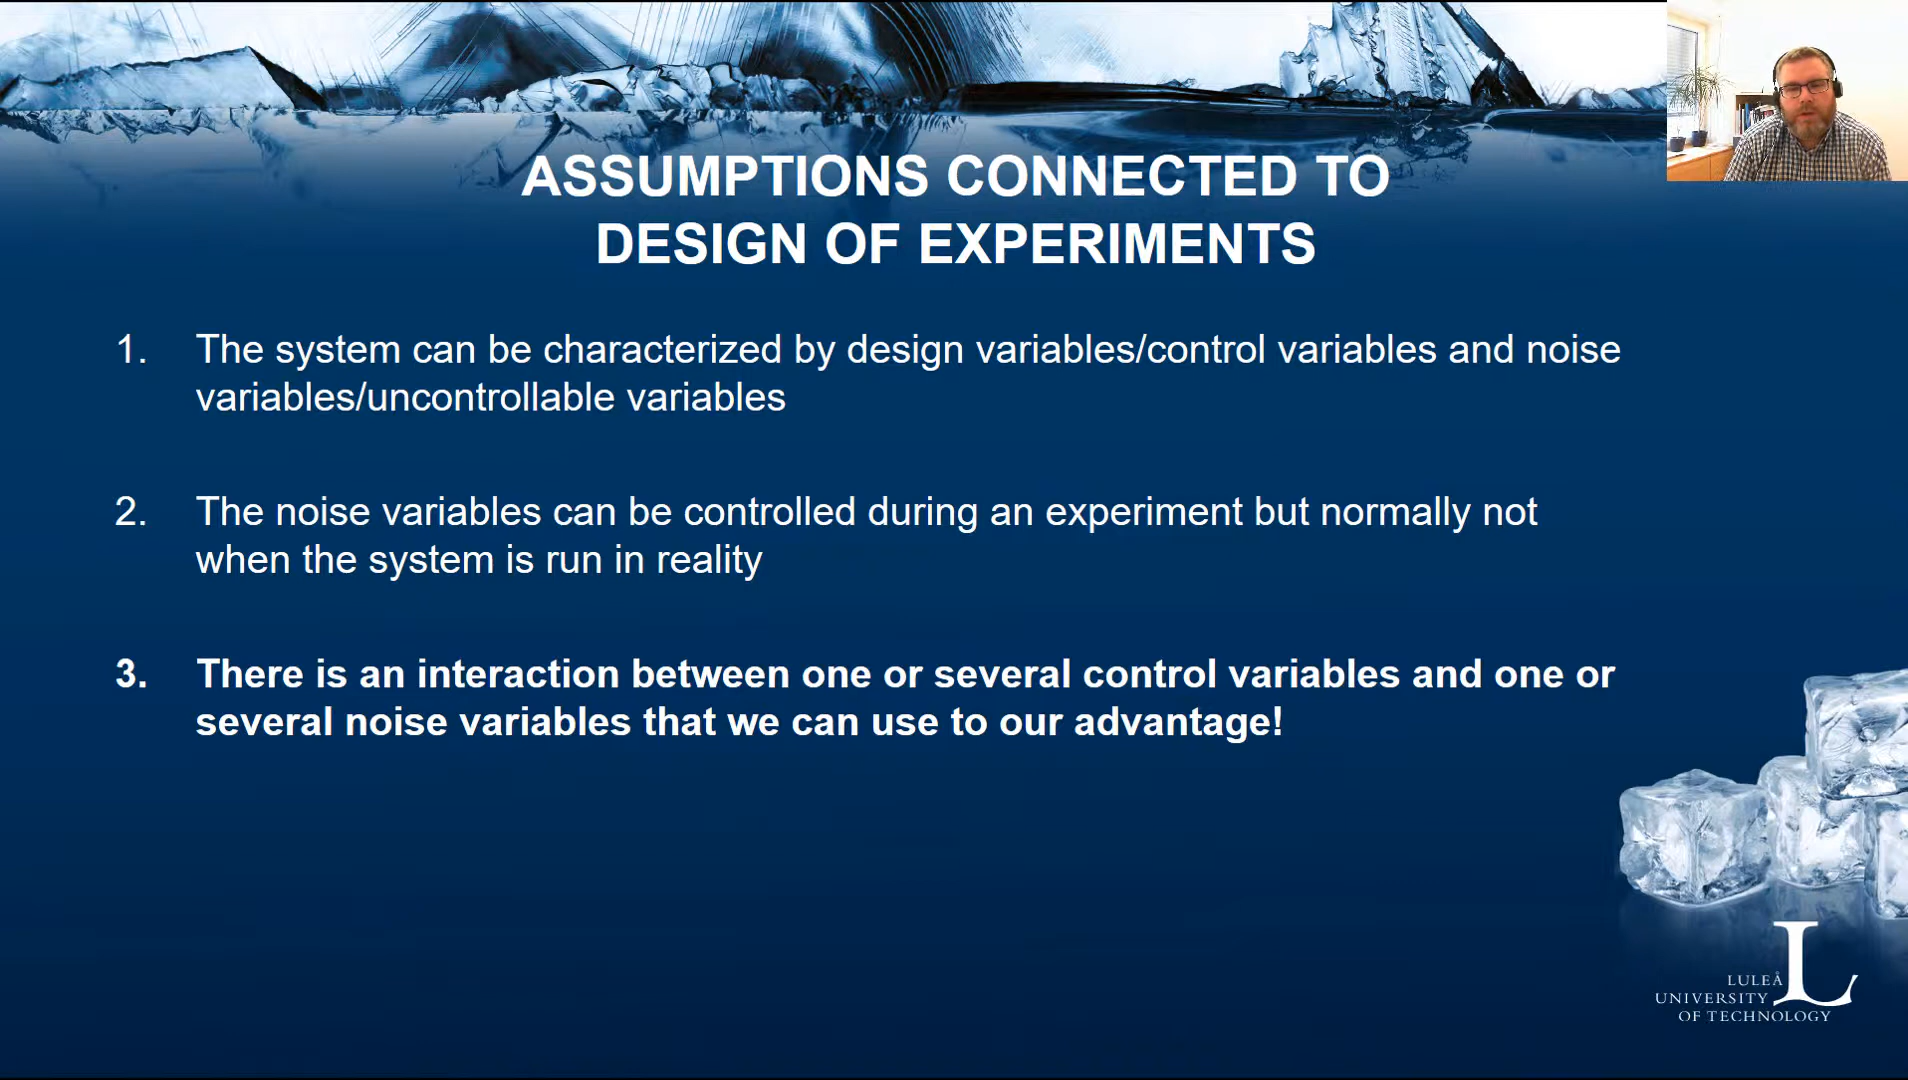 ASSUMPTIONS CONNECTED TO
DESIGN OF EXPERIMENTS
1. The system can be characterized by design variables/control variables and noise
variables/uncontrollable variables
2. The noise variables can be controlled during an experiment but normally not
when the system is run in reality
3. There is an interaction between one or several control variables and one or
several noise variables that we can use to our advantage!
L
LULEÅ
UNIVERSITY
OF TECHNOLOGY